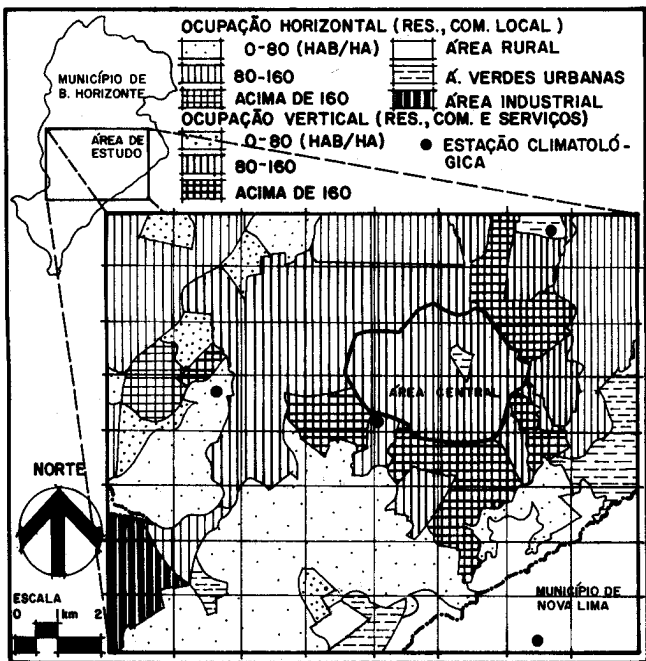 OCUPAÇÃO HORIZONTAL (RES., COM. LOCAL)
0-80 (HAB/HA)
80-160
ACIMA DE 160
ÁREA RURAL
Á. VERDES URBANAS
ÁREA INDUSTRIAL
OCUPAÇÃO VERTICAL (RES., COM. E SERVIÇOS)
0-80 (HAB/HA)
80-160
ACIMA DE 160
ESTAÇÃO CLIMATOLÓ-
GICA
MUNICÍPIO DE
B. HORIZONTE
ÁREA DE
ESTUDO
ÁREA CENTRAL
NORTE
ESCALA
0 km 2
MUNICÍPIO DE
NOVA LIMA